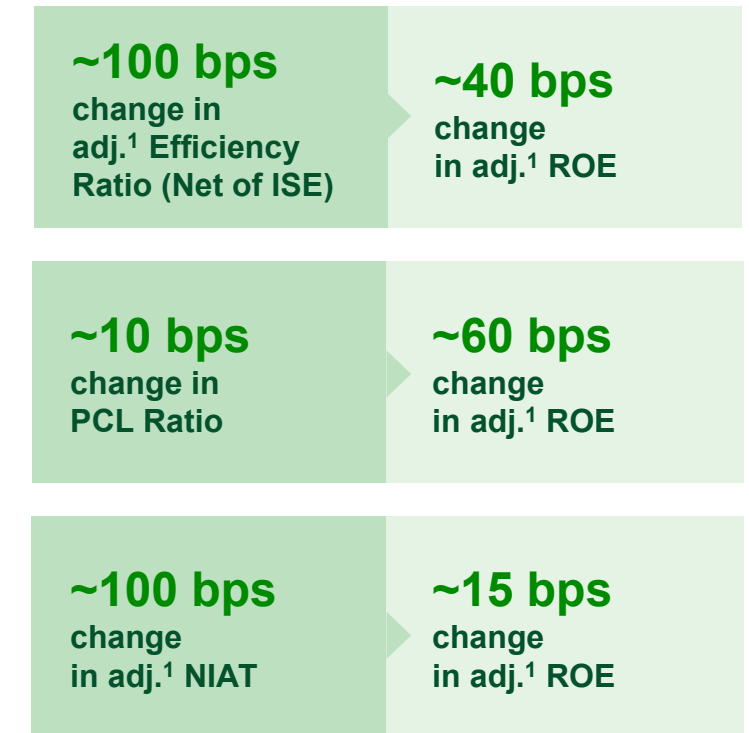 ~100 bps
change in
adj.¹ Efficiency
Ratio (Net of ISE)
~40 bps
change
in adj.¹ ROE
~10 bps
change in
PCL Ratio
~60 bps
change
in adj.¹ ROE
~100 bps
change
in adj.¹ NIAT
~15 bps
change
in adj.¹ ROE